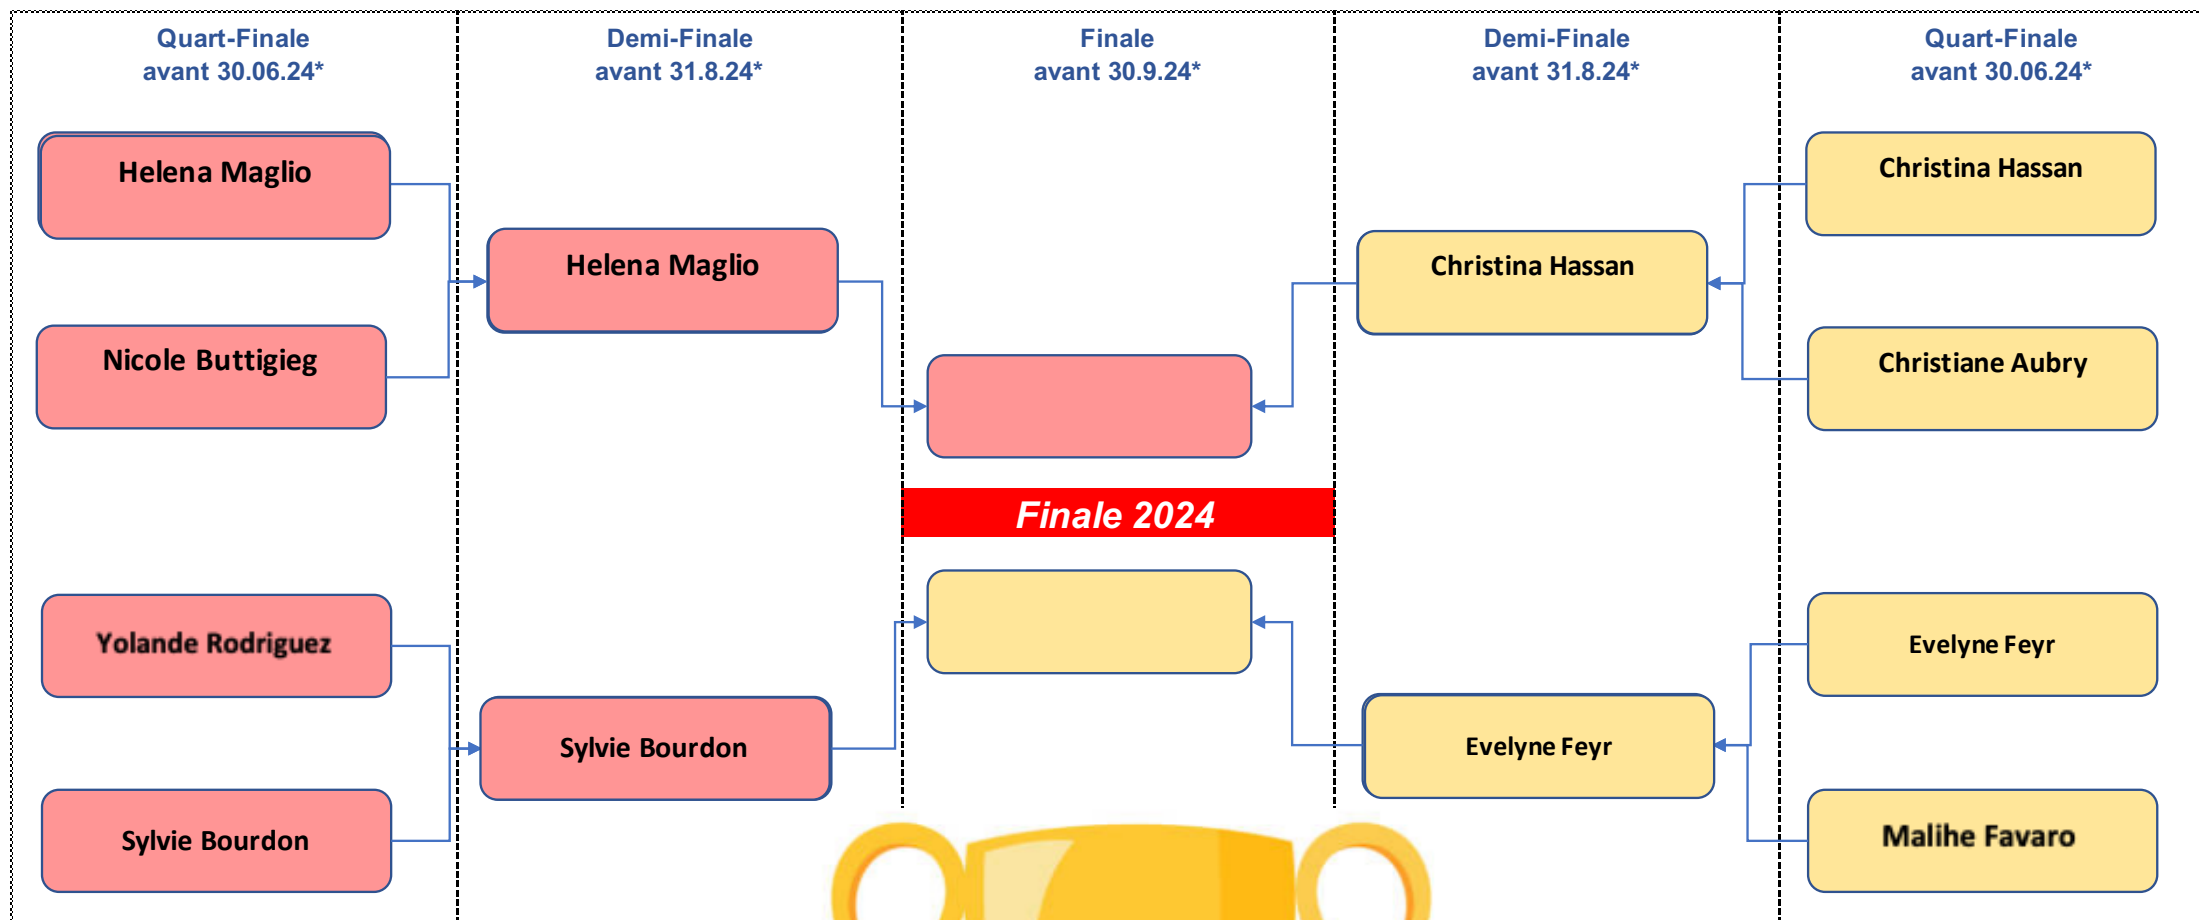 Quart-Finale
avant 30.06.24*
Demi-Finale
avant 31.8.24*
Finale
avant 30.9.24*
Demi-Finale
avant 31.8.24*
Quart-Finale
avant 30.06.24*
Helena Maglio
Christina Hassan
Helena Maglio
Christina Hassan
Nicole Buttigieg
Christiane Aubry
Finale 2024
Yolande Rodriguez
Evelyne Feyr
Sylvie Bourdon
Evelyne Feyr
Sylvie Bourdon
Malihe Favaro